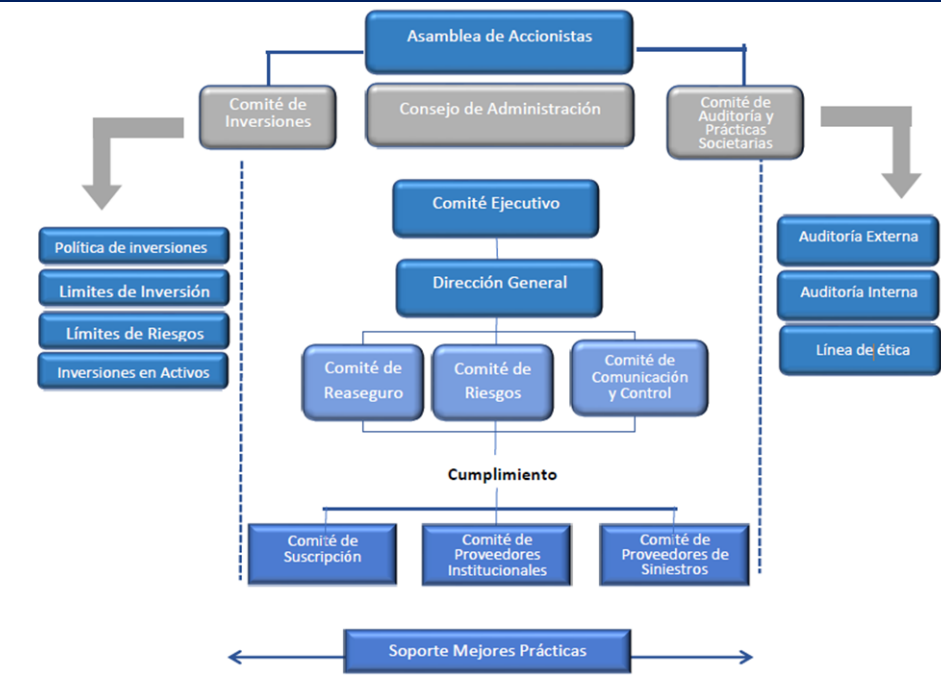 Asamblea de Accionistas
Comité de
Inversiones
Consejo de Administración
Comité de
Auditoría y
Prácticas
Societarias
Comité Ejecutivo
Dirección General
Política de inversiones
Limites de Inversión
Límites de Riesgos
Inversiones en Activos
Auditoría Externa
Auditoría Interna
Línea de ética
Comité de
Reaseguro
Comité de
Riesgos
Comité de
Comunicación
y Control
Cumplimiento
Comité de
Suscripción
Comité de
Proveedores
Institucionales
Comité de
Proveedores de
Siniestros
Soporte Mejores Prácticas